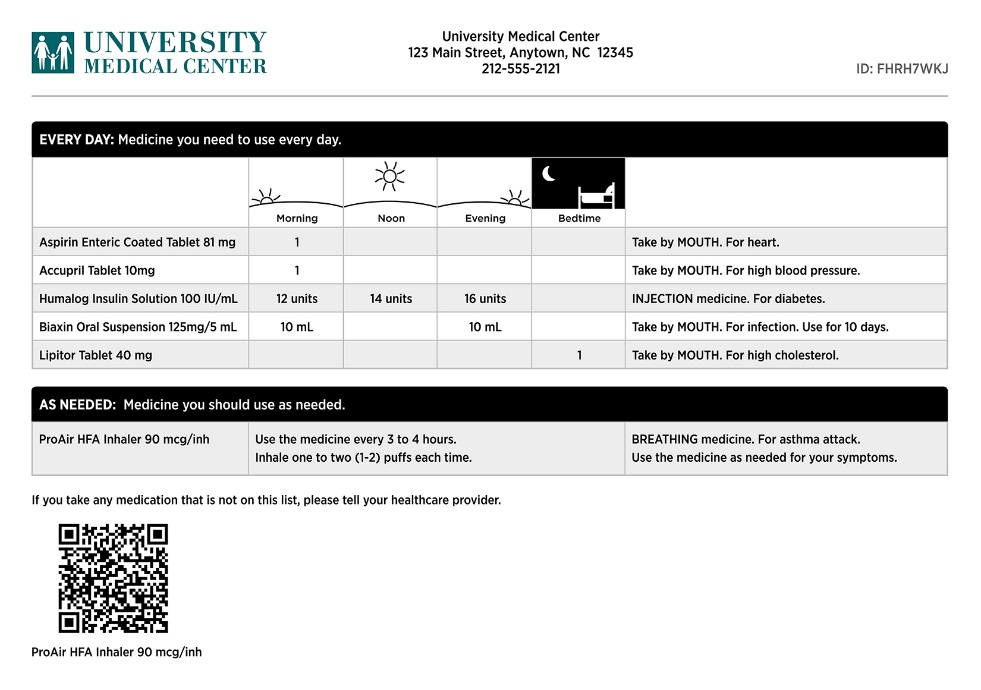 UNIVERSITY
MEDICAL CENTER
University Medical Center
123 Main Street, Anytown, NC 12345
212-555-2121
ID: FHRH7WKJ
EVERY DAY: Medicine you need to use every day.
Morning Noon Evening Bedtime
Aspirin Enteric Coated Tablet 81 mg 1 Take by MOUTH. For heart.
Accupril Tablet 10mg 1 Take by MOUTH. For high blood pressure.
Humalog Insulin Solution 100 IU/mL 12 units 14 units 16 units INJECTION medicine. For diabetes.
Biaxin Oral Suspension 125mg/5 mL 10 mL 10 mL Take by MOUTH. For infection. Use for 10 days.
Lipitor Tablet 40 mg 1 Take by MOUTH. For high cholesterol.
AS NEEDED: Medicine you should use as needed.
ProAir HFA Inhaler 90 mcg/inh Use the medicine every 3 to 4 hours. BREATHING medicine. For asthma attack.
Inhale one to two (1-2) puffs each time. Use the medicine as needed for your symptoms.
If you take any medication that is not on this list, please tell your healthcare provider.
ProAir HFA Inhaler 90 mcg/inh